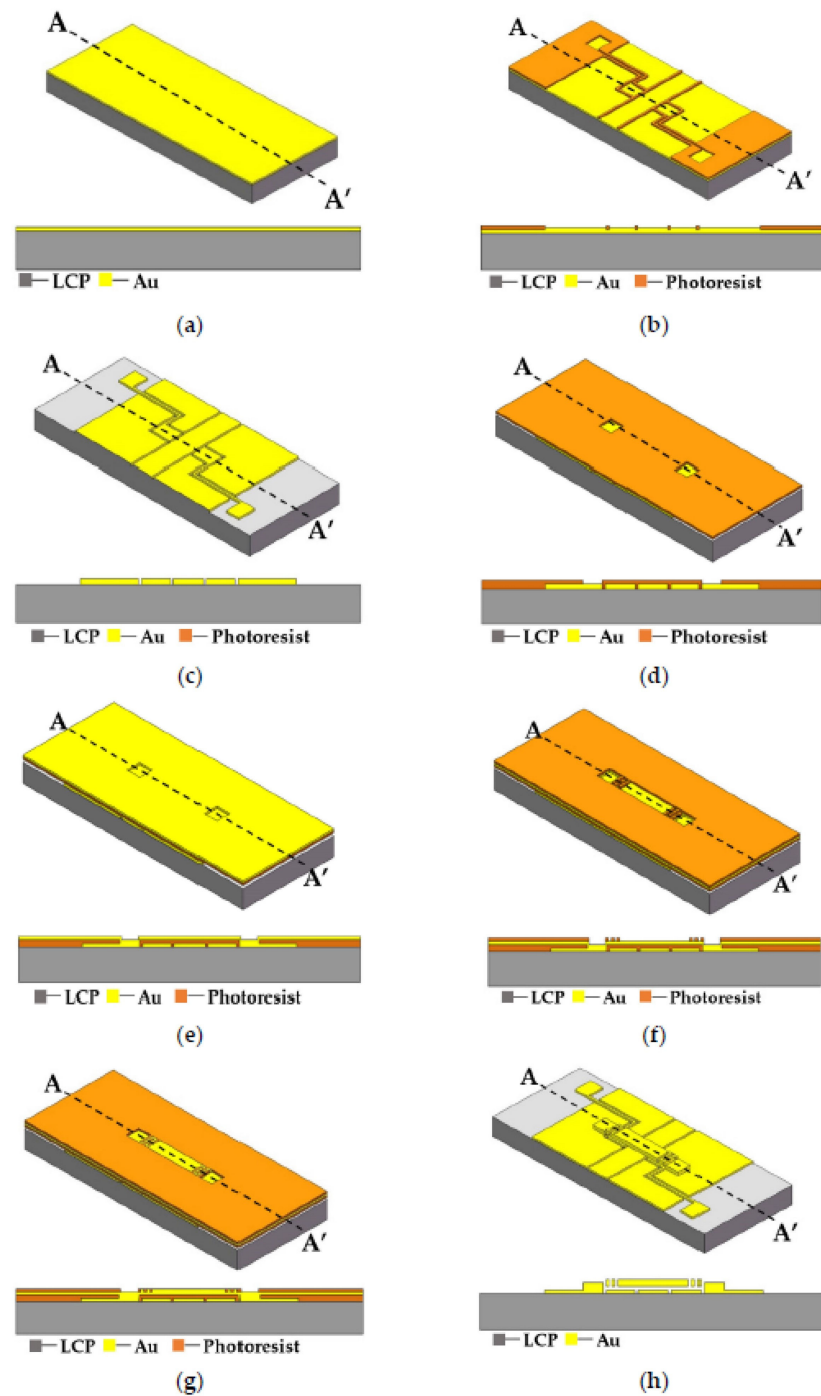 A
A'
LCP Au
(a)
A
A'
LCP Au Photoresist
(b)
A
A'
LCP Au Photoresist
(c)
A
A'
LCP Au Photoresist
(d)
A
A'
LCP Au Photoresist
(e)
A
A'
LCP Au Photoresist
(f)
A
A'
LCP Au Photoresist
(g)
A
A'
LCP Au
(h)